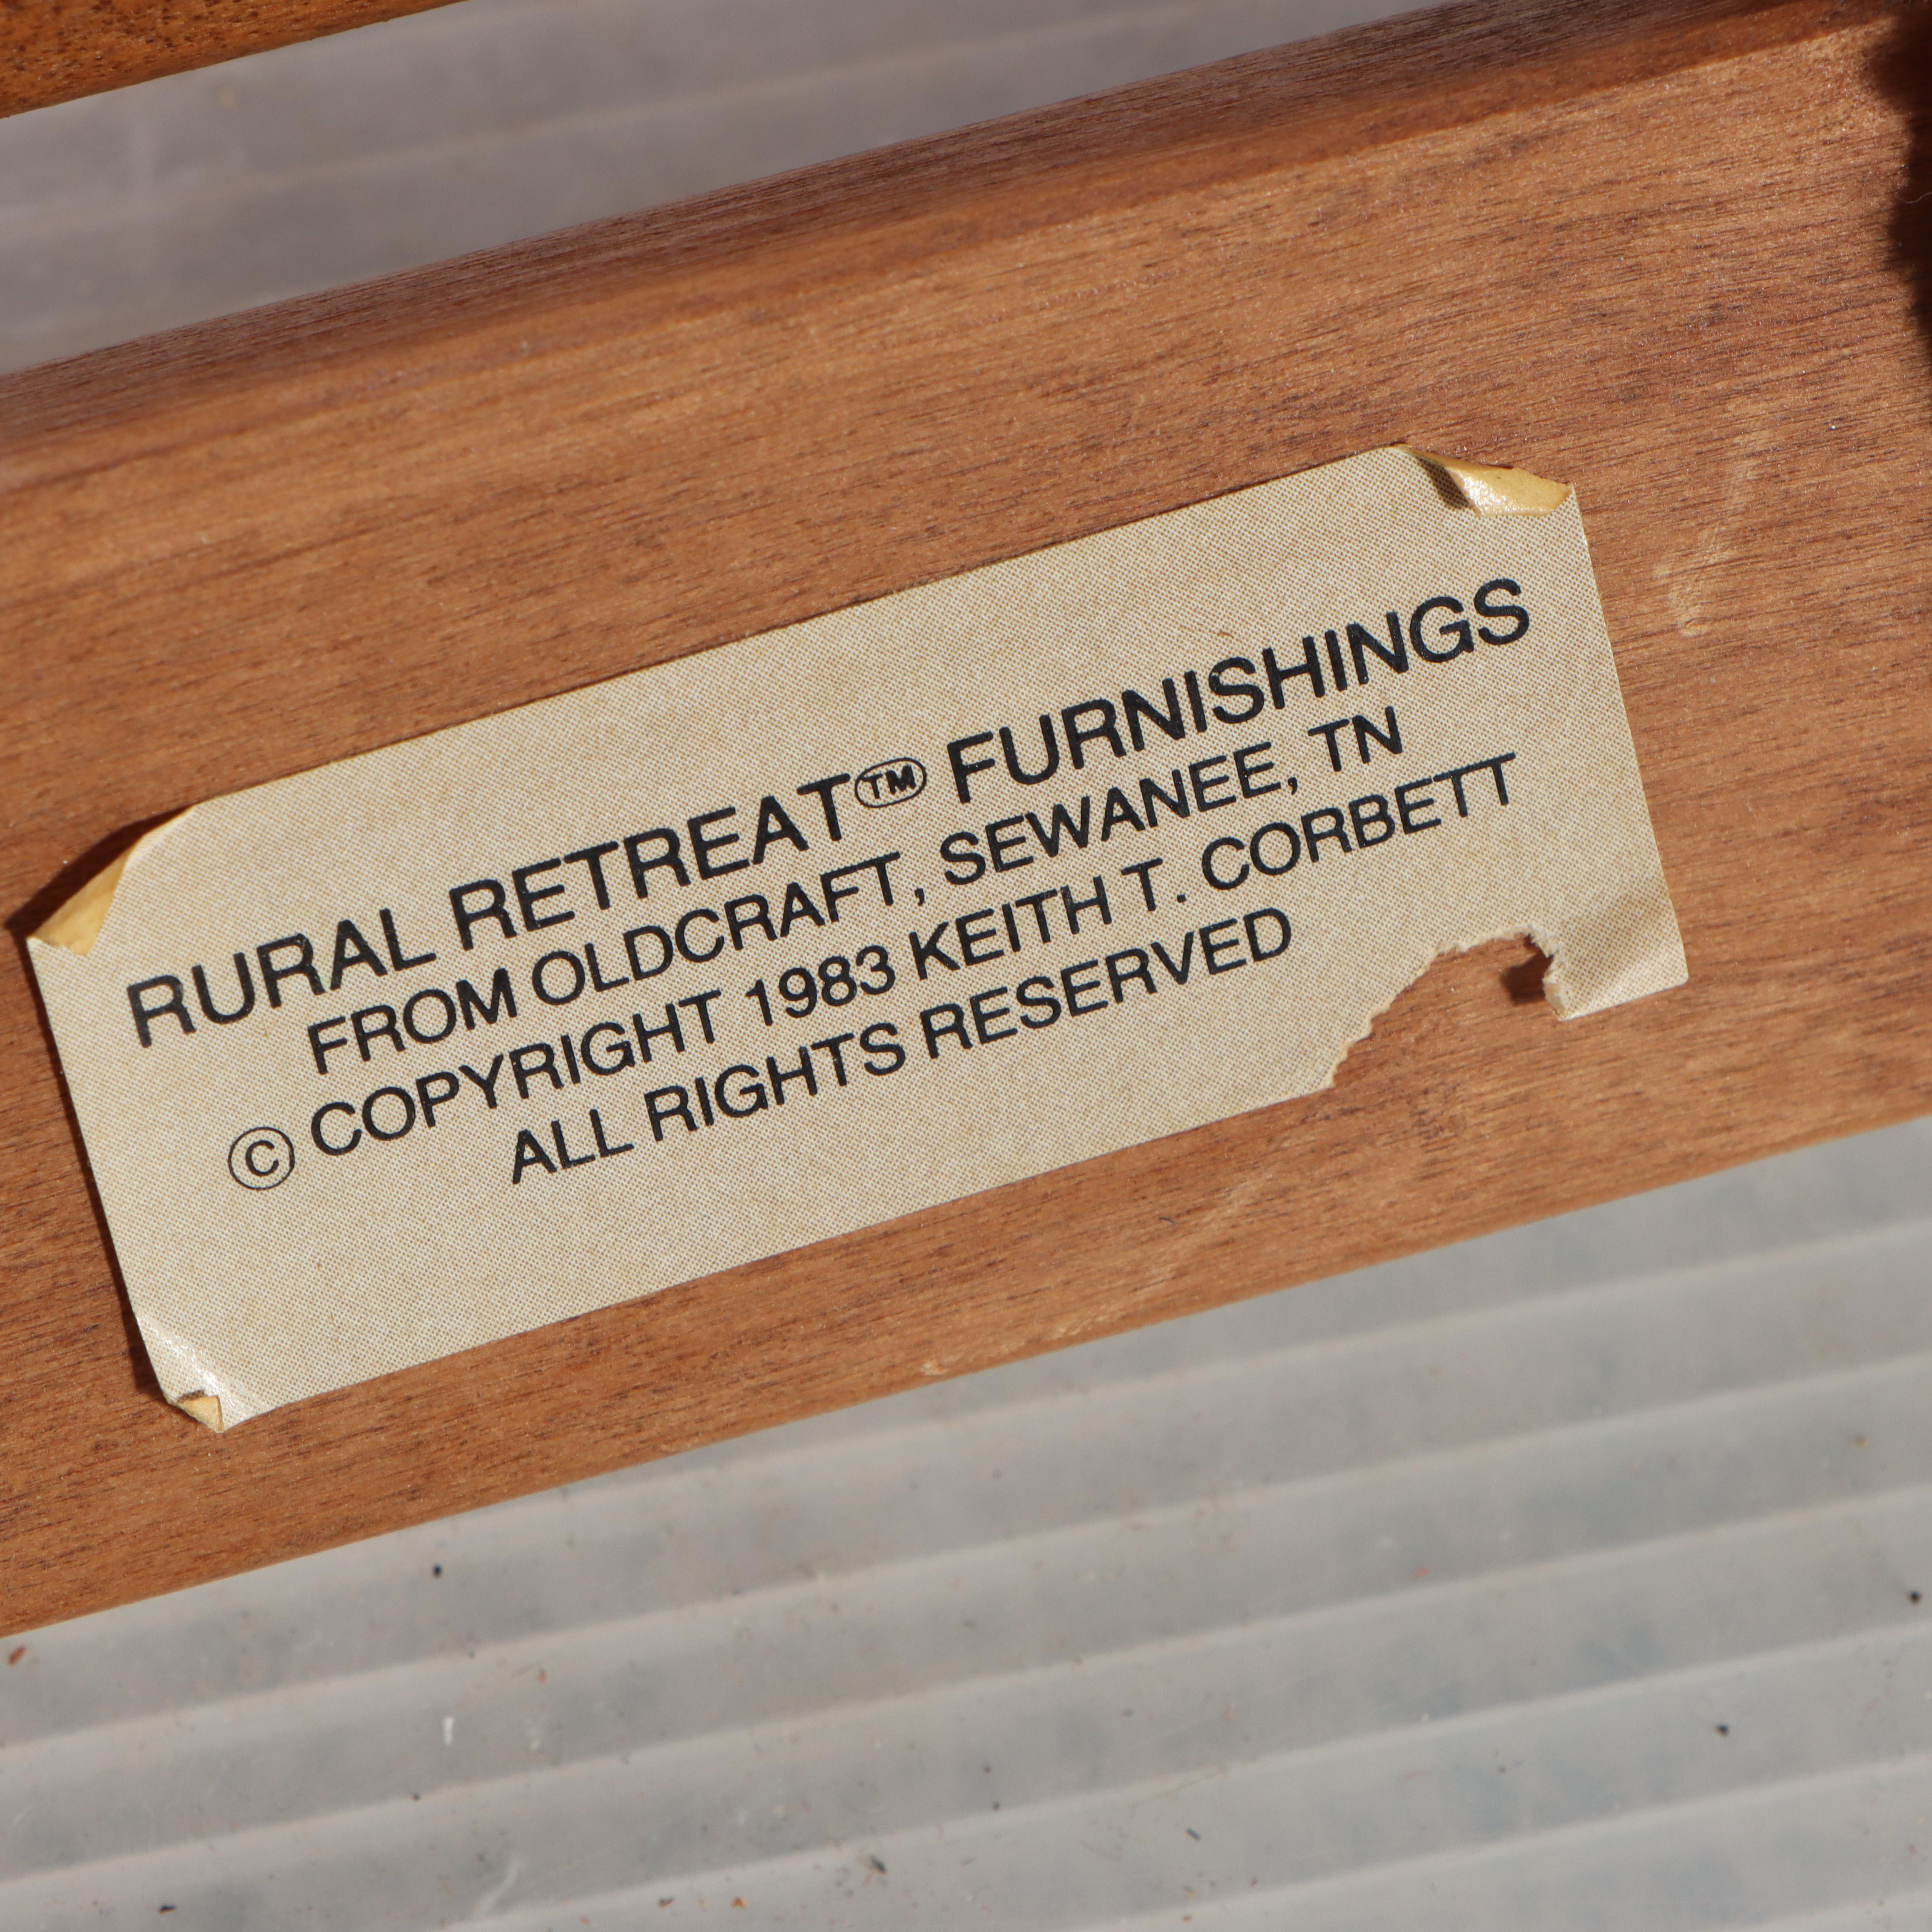 RURAL RETREAT™ FURNISHINGS
FROM OLDCRAFT, SEWANEE, TN
© COPYRIGHT 1983 KEITH T. CORBETT
ALL RIGHTS RESERVED